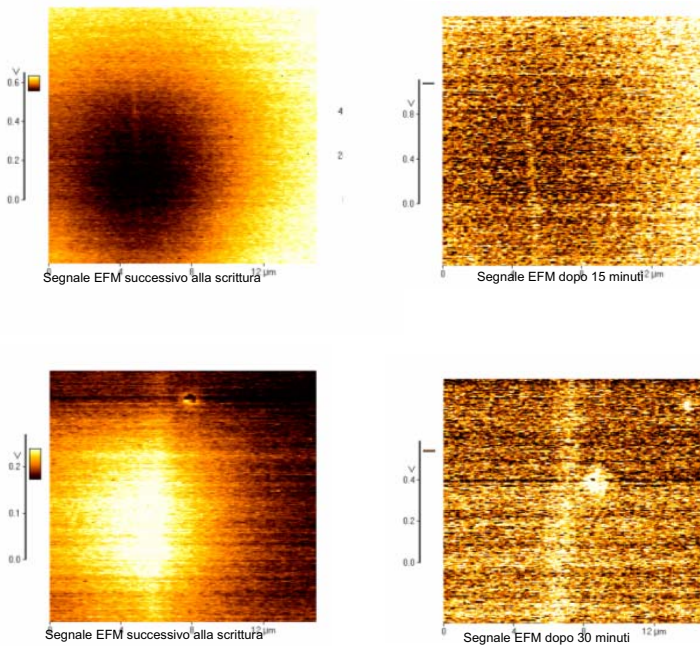 V
0.6
0.4
0.2
0.0
4
2
0 4 8 12 µm
Segnale EFM successivo alla scrittura
V
0.8
0.4
0.0
0 4 8 12 µm
Segnale EFM dopo 15 minuti
V
0.2
0.1
0.0
0 4 8 12 µm
Segnale EFM successivo alla scrittura
V
0.4
0.2
0.0
0 4 8 12 µm
Segnale EFM dopo 30 minuti